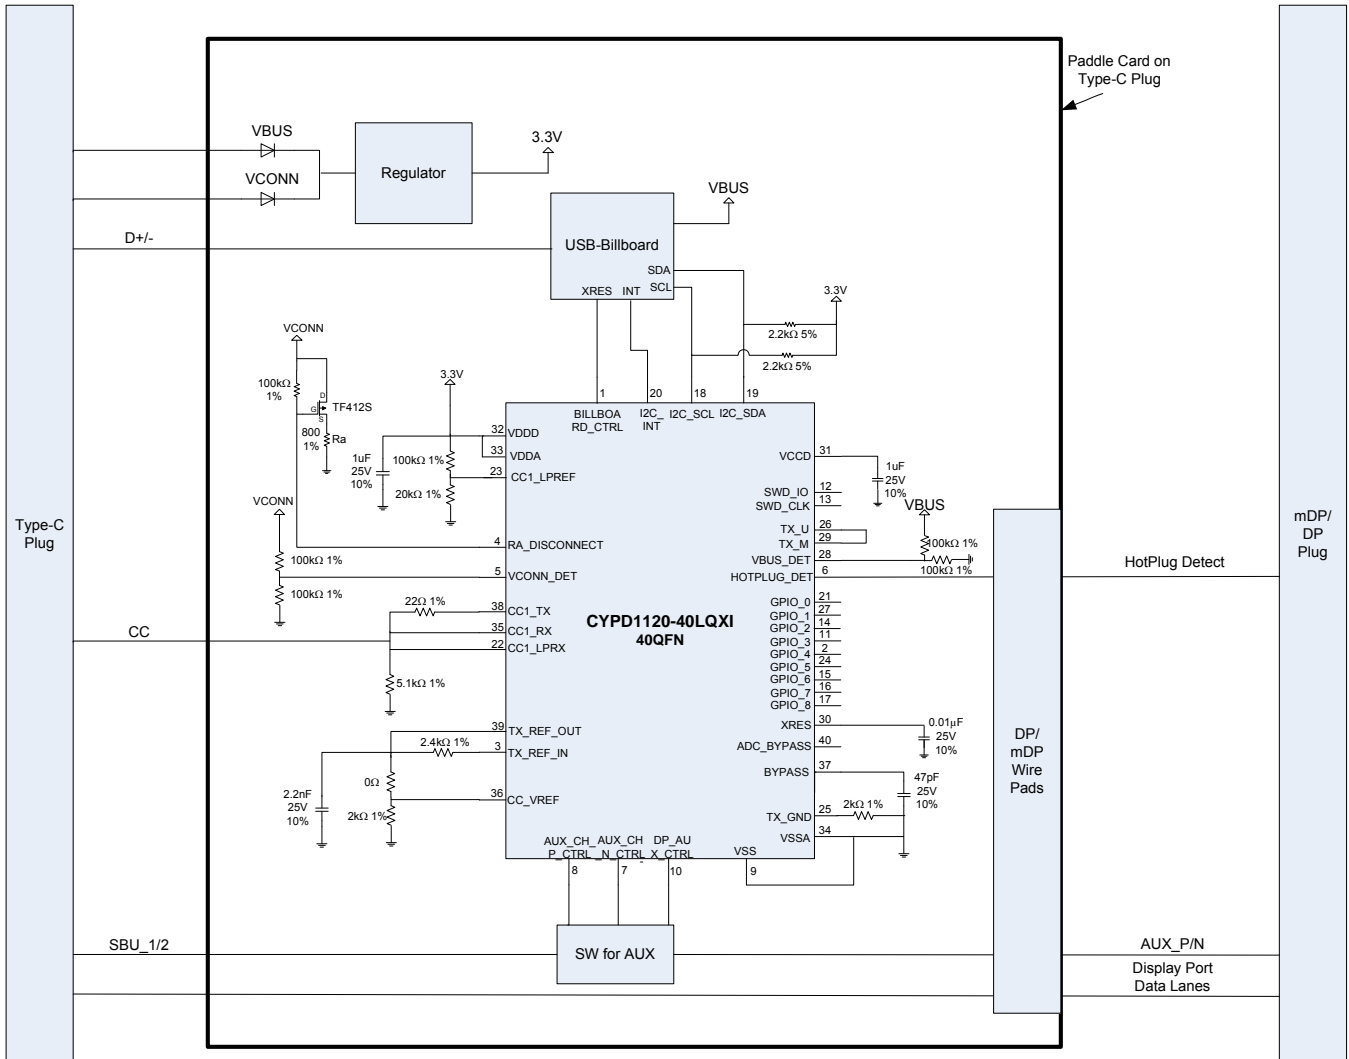 Paddle Card on
Type-C Plug
VBUS
VCONN
Regulator
3.3V
VBUS
D+/-
USB-Billboard
SDA
SCL
XRES INT
3.3V
2.2kΩ 5%
2.2kΩ 5%
VCONN
100kΩ
1%
D
G
S
TF412S
800
1%
Ra
3.3V
1 20 18 19
BILLBOA
RD_CTRL
I2C_
INT
I2C_SCL
I2C_SDA
32 VDDD
33 VDDA
23 CC1_LPREF
1uF
25V
10%
100kΩ 1%
20kΩ 1%
VCCD 31
1uF
25V
10%
SWD_IO 12
SWD_CLK 13
VCONN
VBUS
TX_U 26
TX_M 29
VBUS_DET 28
HOTPLUG_DET 6
100kΩ 1%
100kΩ 1%
Type-C
Plug
mDP/
DP
Plug
4 RA_DISCONNECT
5 VCONN_DET
100kΩ 1%
100kΩ 1%
HotPlug Detect
22Ω 1%
38 CC1_TX
35 CC1_RX
22 CC1_LPRX
CC
5.1kΩ 1%
CYPD1120-40LQXI
40QFN
GPIO_0 21
GPIO_1 27
GPIO_2 14
GPIO_3 11
GPIO_4 2
GPIO_5 24
GPIO_6 15
GPIO_7 16
GPIO_8 17
XRES 30
0.01µF
25V
10%
ADC_BYPASS 40
39 TX_REF_OUT
2.4kΩ 1%
3 TX_REF_IN
0Ω
2.2nF
25V
10%
36 CC_VREF
2kΩ 1%
BYPASS 37
47pF
25V
10%
TX_GND 25
2kΩ 1%
VSSA 34
DP/
mDP
Wire
Pads
AUX_CH_
P_CTRL
AUX_CH
_N_CTRL
DP_AU
X_CTRL
VSS
8 7 10 9
SBU_1/2
SW for AUX
AUX_P/N
Display Port
Data Lanes